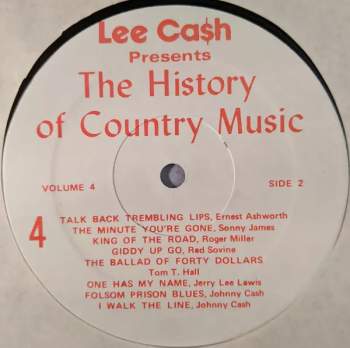 Lee Ca$h
Presents
The History
of Country Music
VOLUME 4 SIDE 2
4
TALK BACK TREMBLING LIPS, Ernest Ashworth
THE MINUTE YOU'RE GONE, Sonny James
KING OF THE ROAD, Roger Miller
GIDDY UP GO, Red Sovine
THE BALLAD OF FORTY DOLLARS
Tom T. Hall
ONE HAS MY NAME, Jerry Lee Lewis
FOLSOM PRISON BLUES, Johnny Cash
I WALK THE LINE, Johnny Cash